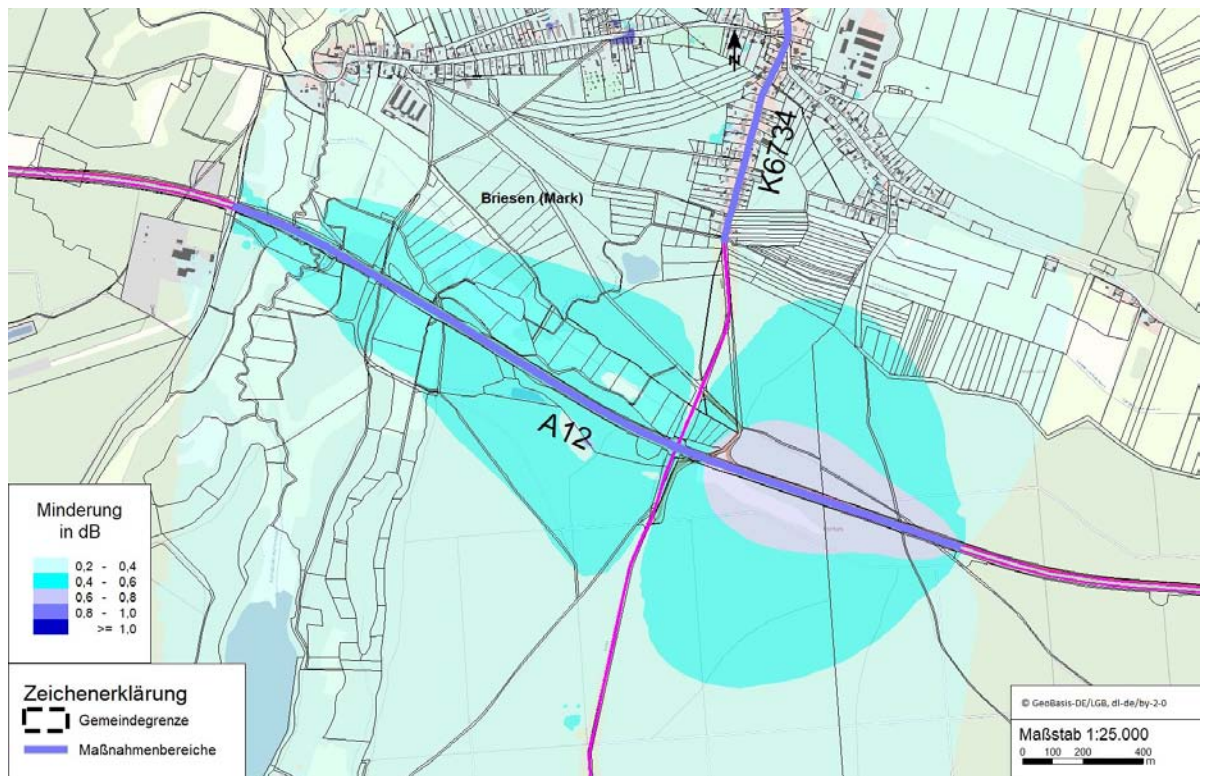 N
K6734
Briesen (Mark)
A12
Minderung
in dB
0,2 - 0,4
0,4 - 0,6
0,6 - 0,8
0,8 - 1,0
>= 1,0
Zeichenerklärung
Gemeindegrenze
Maßnahmenbereiche
© GeoBasis-DE/LGB, dl-de/by-2-0
Maßstab 1:25.000
0 100 200 400
m